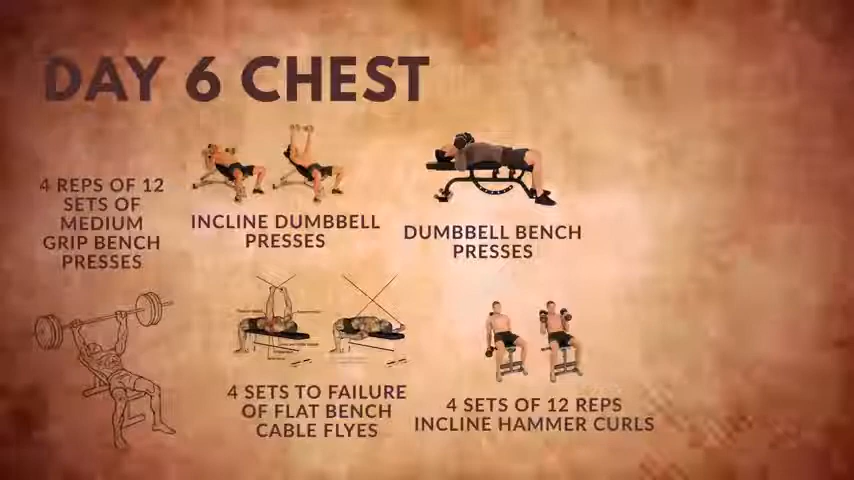 DAY 6 CHEST
4 REPS OF 12
SETS OF
MEDIUM
GRIP BENCH
PRESSES
INCLINE DUMBBELL
PRESSES
DUMBBELL BENCH
PRESSES
4 SETS TO FAILURE
OF FLAT BENCH
CABLE FLYES
4 SETS OF 12 REPS
INCLINE HAMMER CURLS